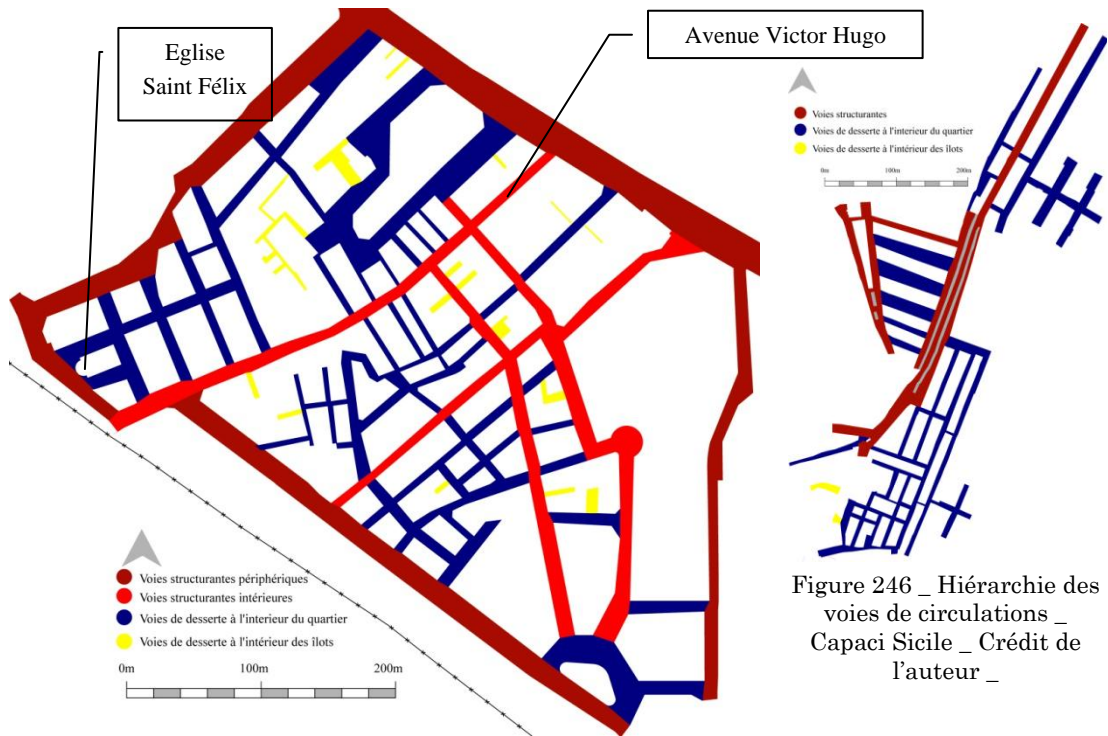 Eglise
Saint Félix
Avenue Victor Hugo
Voies structurantes
Voies de desserte à l'interieur du quartier
Voies de desserte à l'intérieur des îlots
0m 100m 200m
Voies structurantes périphériques
Voies structurantes intérieures
Voies de desserte à l'interieur du quartier
Voies de desserte à l'intérieur des îlots
0m 100m 200m
Figure 246 _ Hiérarchie des
voies de circulations _
Capaci Sicile _ Crédit de
l'auteur _